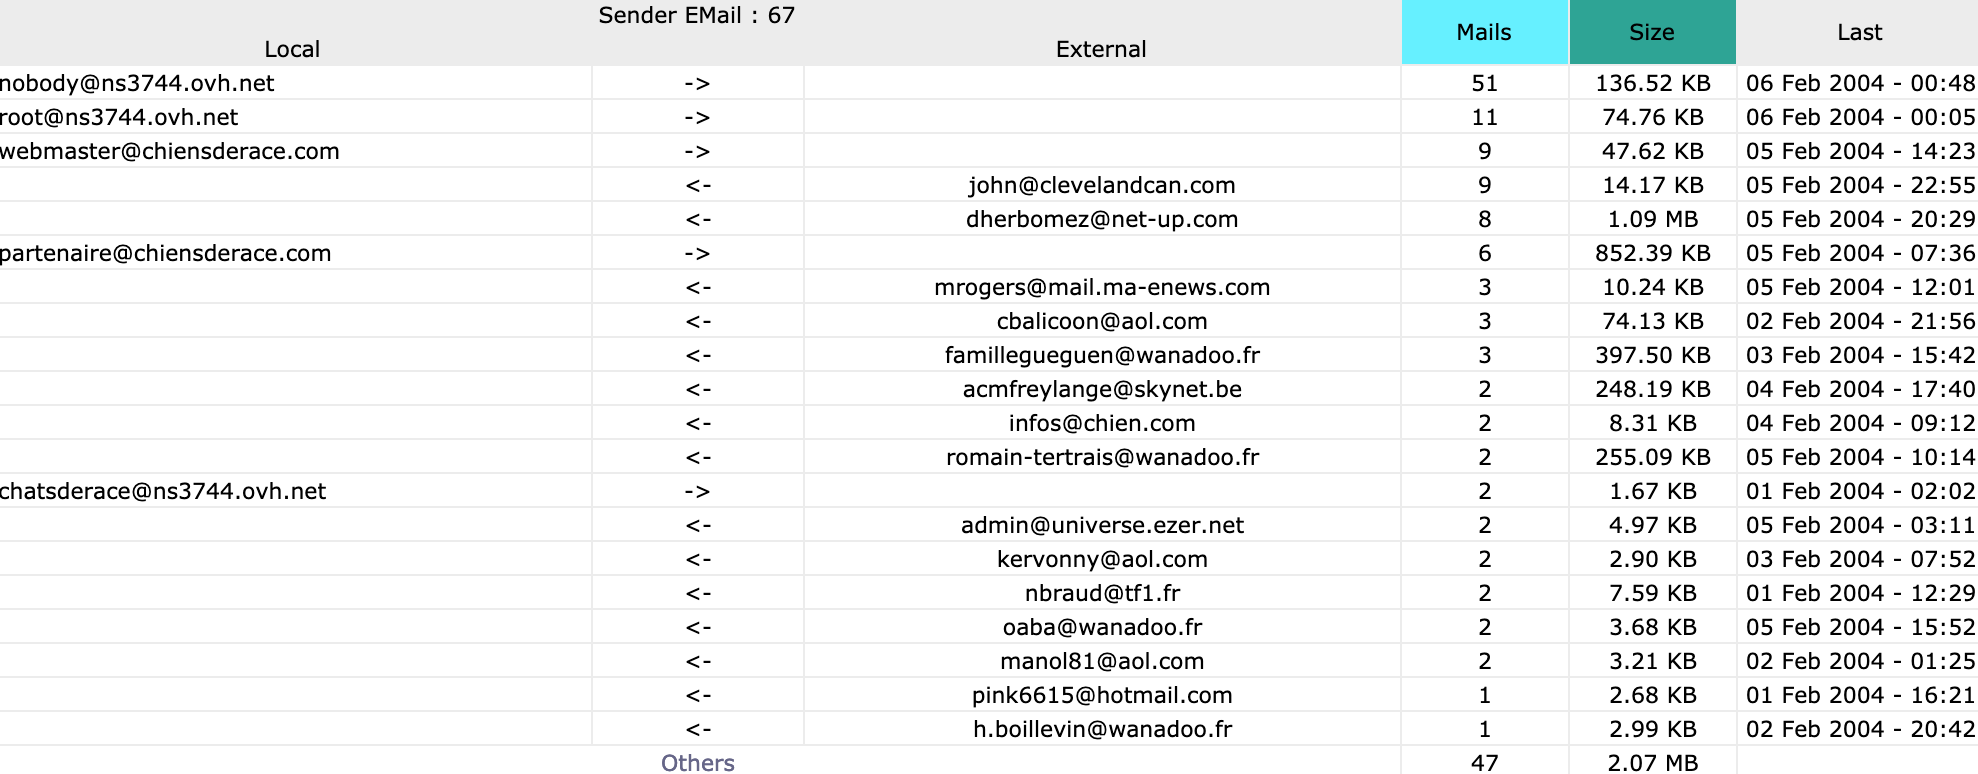 Sender EMail : 67
Local External Mails Size Last
nobody@ns3744.ovh.net -> 51 136.52 KB 06 Feb 2004 - 00:48
root@ns3744.ovh.net -> 11 74.76 KB 06 Feb 2004 - 00:05
webmaster@chiensderace.com -> 9 47.62 KB 05 Feb 2004 - 14:23
<- john@clevelandcan.com 9 14.17 KB 05 Feb 2004 - 22:55
<- dherbomez@net-up.com 8 1.09 MB 05 Feb 2004 - 20:29
partenaire@chiensderace.com -> 6 852.39 KB 05 Feb 2004 - 07:36
<- mrogers@mail.ma-enews.com 3 10.24 KB 05 Feb 2004 - 12:01
<- cbalicoon@aol.com 3 74.13 KB 02 Feb 2004 - 21:56
<- famillegueguen@wanadoo.fr 3 397.50 KB 03 Feb 2004 - 15:42
<- acmfreylange@skynet.be 2 248.19 KB 04 Feb 2004 - 17:40
<- infos@chien.com 2 8.31 KB 04 Feb 2004 - 09:12
<- romain-tertrais@wanadoo.fr 2 255.09 KB 05 Feb 2004 - 10:14
chatsderace@ns3744.ovh.net -> 2 1.67 KB 01 Feb 2004 - 02:02
<- admin@universe.ezer.net 2 4.97 KB 05 Feb 2004 - 03:11
<- kervonny@aol.com 2 2.90 KB 03 Feb 2004 - 07:52
<- nbraud@tf1.fr 2 7.59 KB 01 Feb 2004 - 12:29
<- oaba@wanadoo.fr 2 3.68 KB 05 Feb 2004 - 15:52
<- manol81@aol.com 2 3.21 KB 02 Feb 2004 - 01:25
<- pink6615@hotmail.com 1 2.68 KB 01 Feb 2004 - 16:21
<- h.boillevin@wanadoo.fr 1 2.99 KB 02 Feb 2004 - 20:42
Others 47 2.07 MB